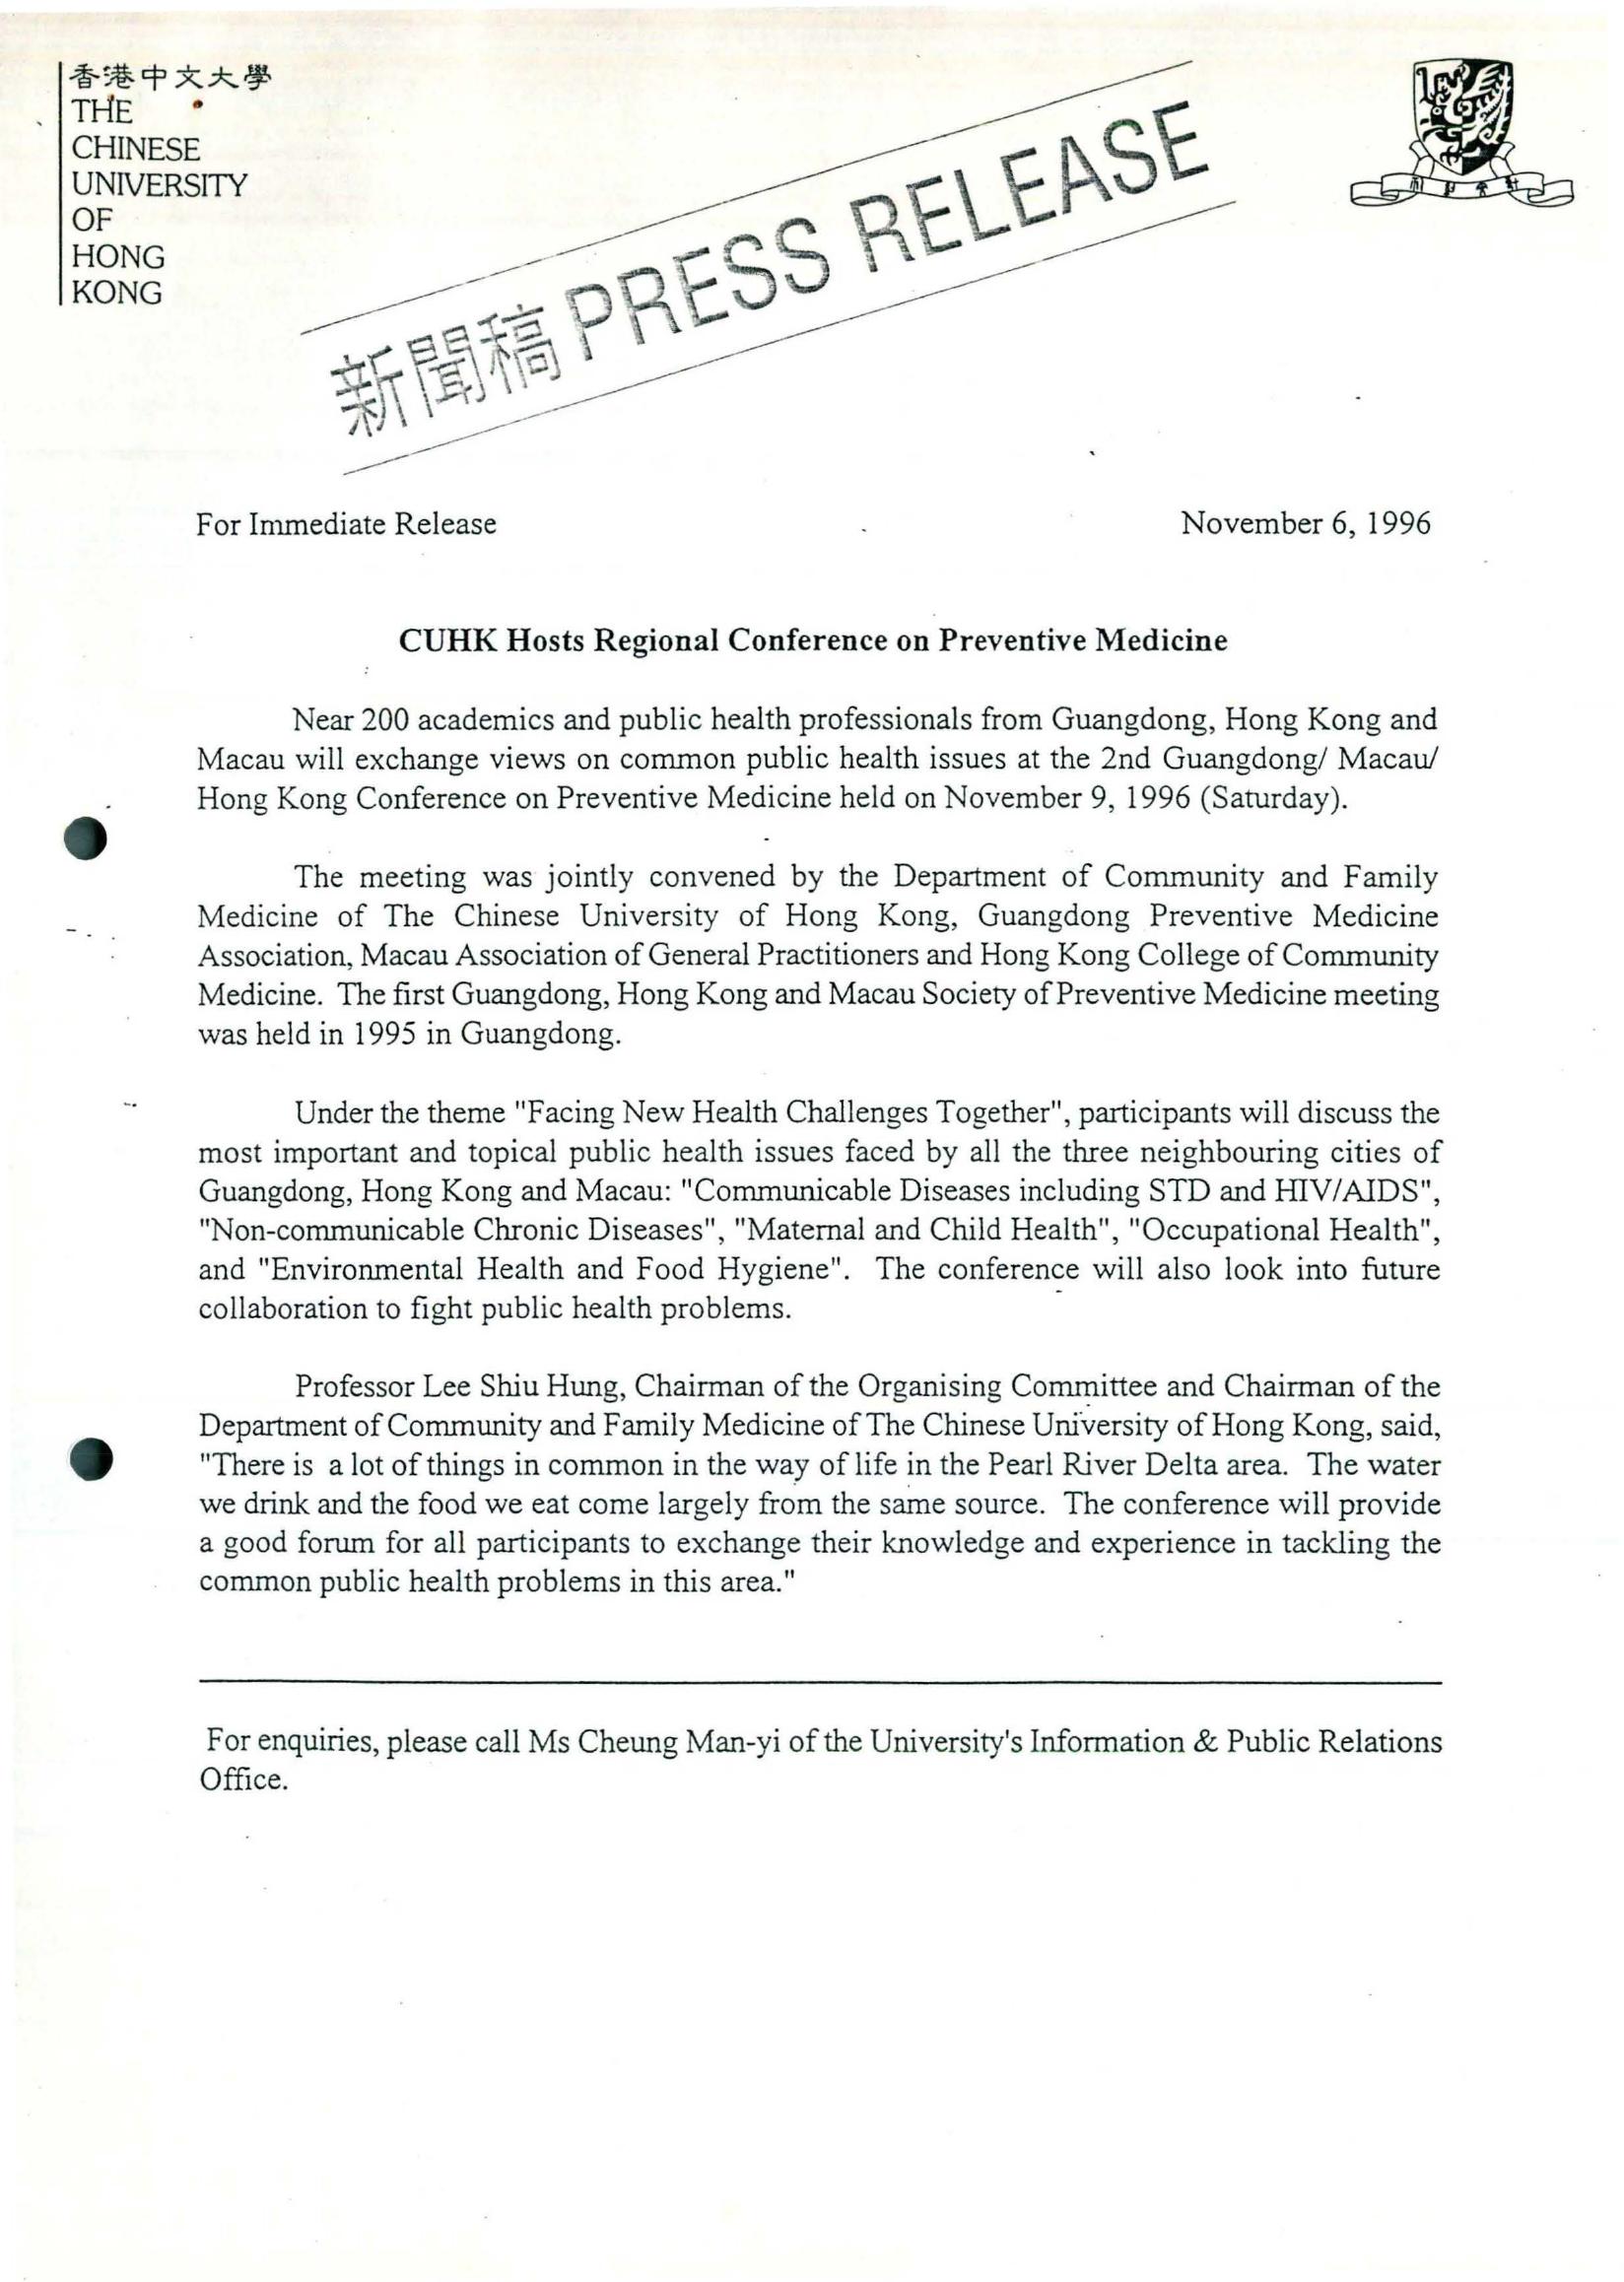 香港中文大學
THE
CHINESE
UNIVERSITY
OF
HONG
KONG
新聞稿 PRESS RELEASE
For Immediate Release
November 6, 1996
CUHK Hosts Regional Conference on Preventive Medicine
Near 200 academics and public health professionals from Guangdong, Hong Kong and
Macau will exchange views on common public health issues at the 2nd Guangdong/ Macau/
Hong Kong Conference on Preventive Medicine held on November 9, 1996 (Saturday).
The meeting was jointly convened by the Department of Community and Family
Medicine of The Chinese University of Hong Kong, Guangdong Preventive Medicine
Association, Macau Association of General Practitioners and Hong Kong College of Community
Medicine. The first Guangdong, Hong Kong and Macau Society of Preventive Medicine meeting
was held in 1995 in Guangdong.
Under the theme "Facing New Health Challenges Together", participants will discuss the
most important and topical public health issues faced by all the three neighbouring cities of
Guangdong, Hong Kong and Macau: "Communicable Diseases including STD and HIV/AIDS",
"Non-communicable Chronic Diseases", "Maternal and Child Health", "Occupational Health",
and "Environmental Health and Food Hygiene". The conference will also look into future
collaboration to fight public health problems.
Professor Lee Shiu Hung, Chairman of the Organising Committee and Chairman of the
Department of Community and Family Medicine of The Chinese University of Hong Kong, said,
"There is a lot of things in common in the way of life in the Pearl River Delta area. The water
we drink and the food we eat come largely from the same source. The conference will provide
a good forum for all participants to exchange their knowledge and experience in tackling the
common public health problems in this area."
For enquiries, please call Ms Cheung Man-yi of the University's Information & Public Relations
Office.